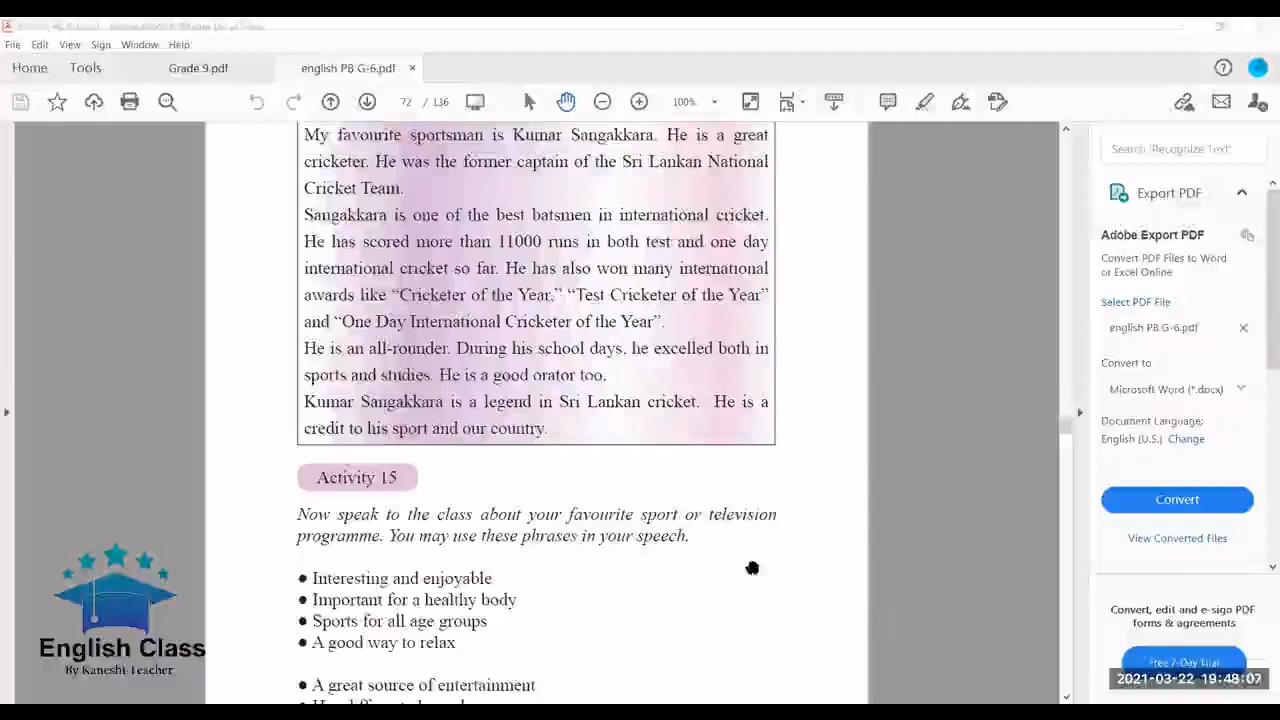 File Edit View Sign Window Help
Home Tools Grade 9.pdf english PB G-6.pdf ×
72 / 136 100%
My favourite sportsman is Kumar Sangakkara. He is a great
cricketer. He was the former captain of the Sri Lankan National
Cricket Team.
Sangakkara is one of the best batsmen in international cricket.
He has scored more than 11000 runs in both test and one day
international cricket so far. He has also won many international
awards like “Cricketer of the Year,” “Test Cricketer of the Year”
and “One Day International Cricketer of the Year”.
He is an all-rounder. During his school days, he excelled both in
sports and studies. He is a good orator too.
Kumar Sangakkara is a legend in Sri Lankan cricket. He is a
credit to his sport and our country.
Activity 15
Now speak to the class about your favourite sport or television
programme. You may use these phrases in your speech.
● Interesting and enjoyable
● Important for a healthy body
● Sports for all age groups
● A good way to relax
● A great source of entertainment
English Class
By Kaneshi Teacher
Search 'Recognize Text'
Export PDF
Adobe Export PDF
Convert PDF Files to Word
or Excel Online
Select PDF File
english PB G-6.pdf
Convert to
Microsoft Word (*.docx)
Document Language:
English (U.S.) Change
Convert
View Converted Files
Convert, edit and e-sign PDF
forms & agreements
Free 7-Day Trial
2021-03-22 19:48:07